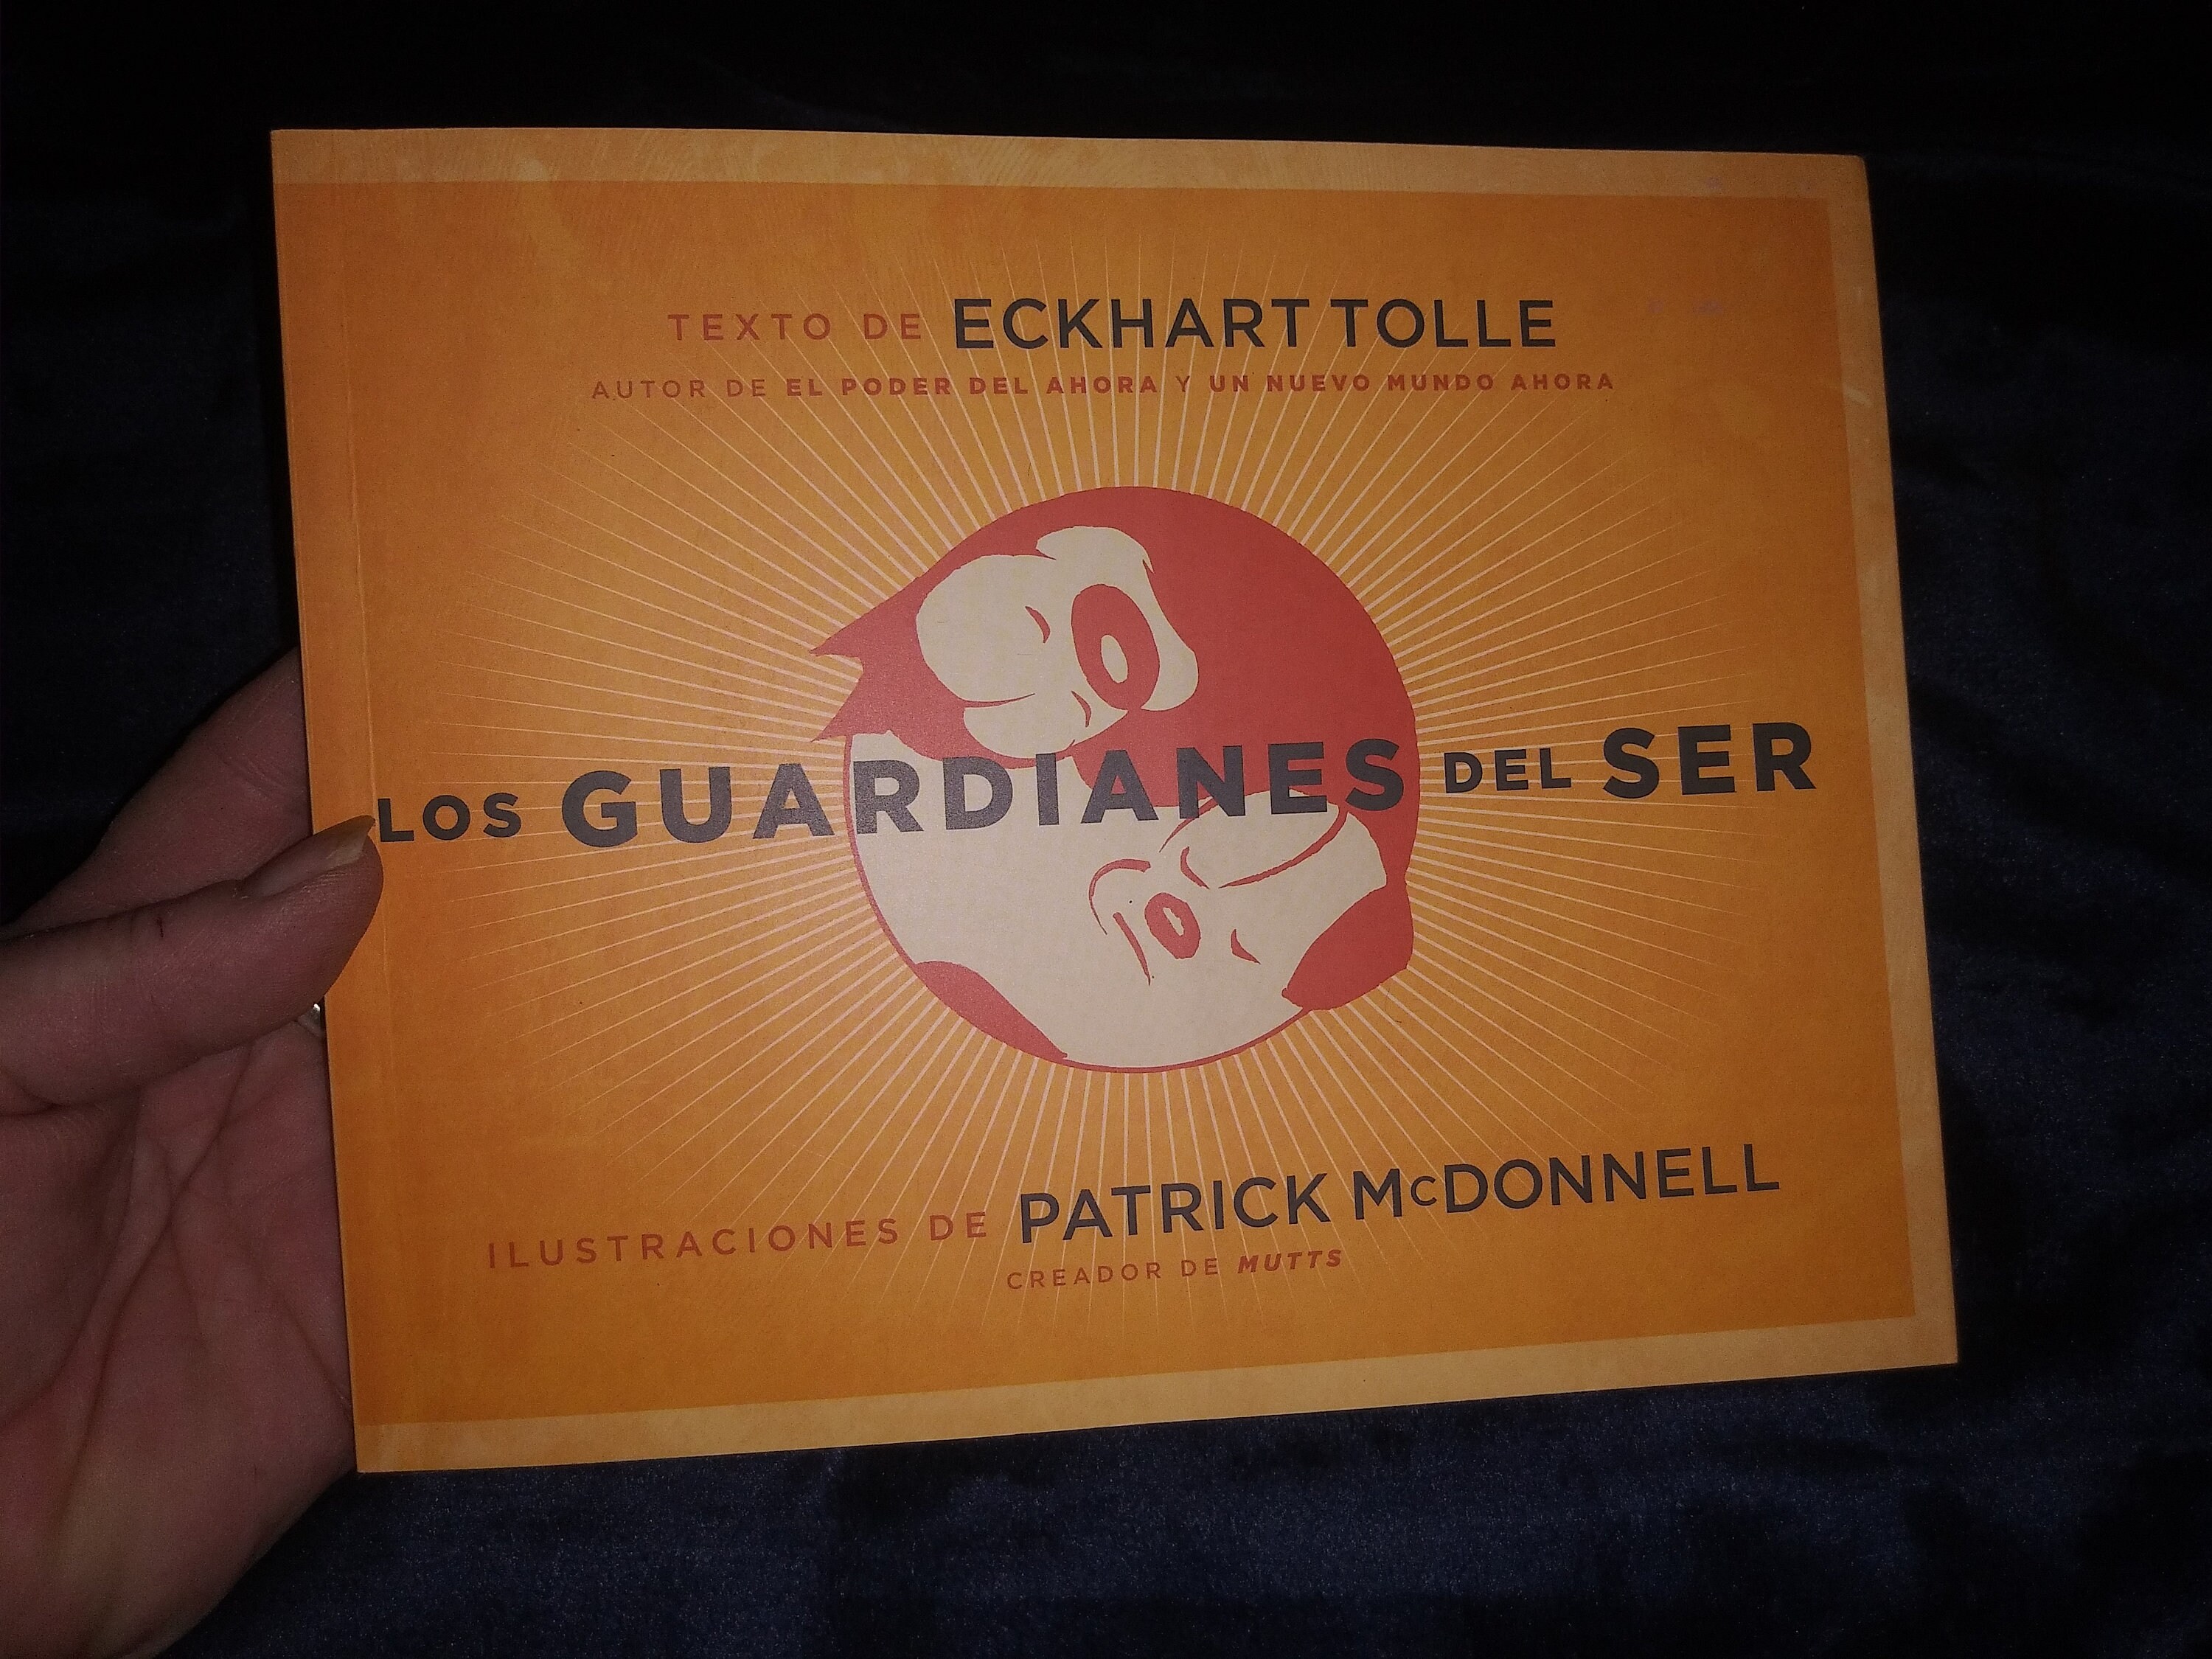 TEXTO DE ECKHART TOLLE
AUTOR DE EL PODER DEL AHORA Y UN NUEVO MUNDO AHORA
LOS GUARDIANES DEL SER
ILUSTRACIONES DE PATRICK McDONNELL
CREADOR DE MUTTS